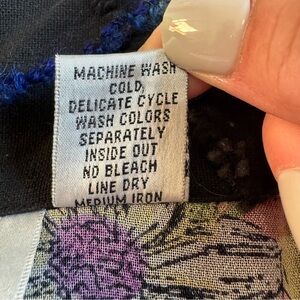 MACHINE WASH
COLD,
DELICATE CYCLE
WASH COLORS
SEPARATELY
INSIDE OUT
NO BLEACH
LINE DRY
MEDIUM IRON